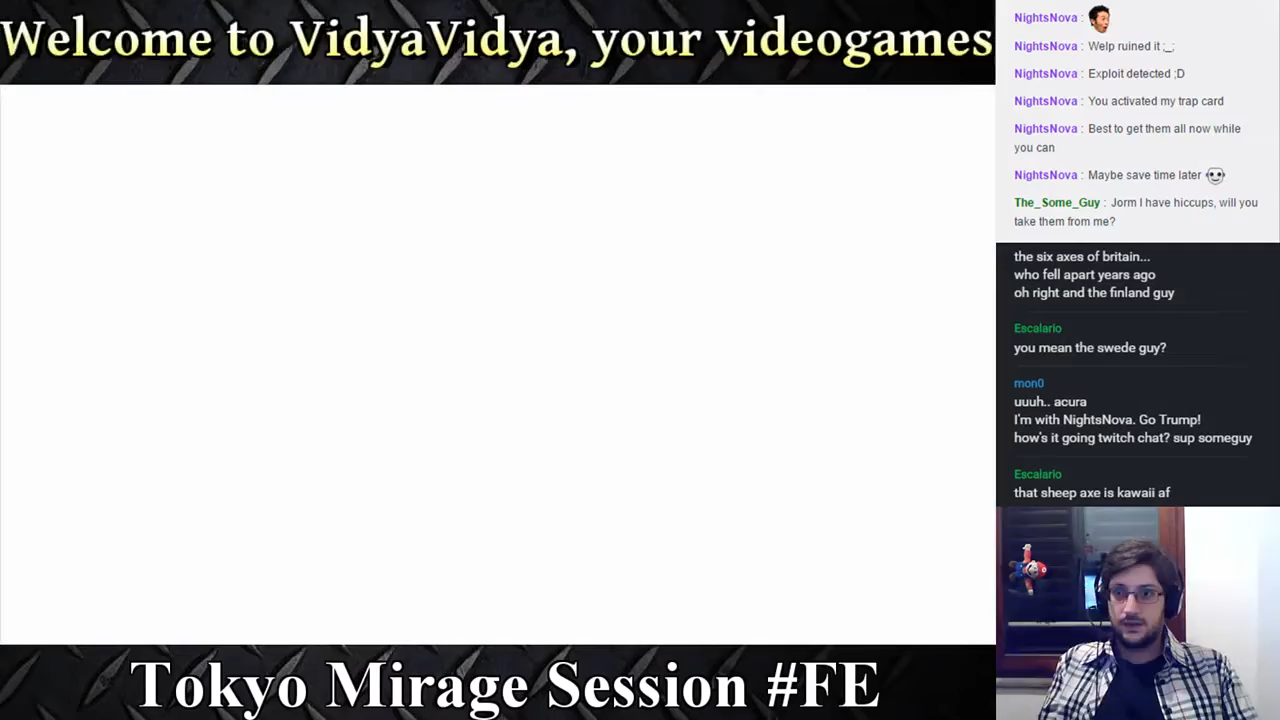 Welcome to VidyaVidya, your videogames
NightsNova :
NightsNova : Welp ruined it ;_;
NightsNova : Exploit detected ;D
NightsNova : You activated my trap card
NightsNova : Best to get them all now while
you can
NightsNova : Maybe save time later
The_Some_Guy : Jorm I have hiccups, will you
take them from me?
the six axes of britain...
who fell apart years ago
oh right and the finland guy
Escalario
you mean the swede guy?
mon0
uuuh.. acura
I'm with NightsNova. Go Trump!
how's it going twitch chat? sup someguy
Escalario
that sheep axe is kawaii af
Tokyo Mirage Session #FE